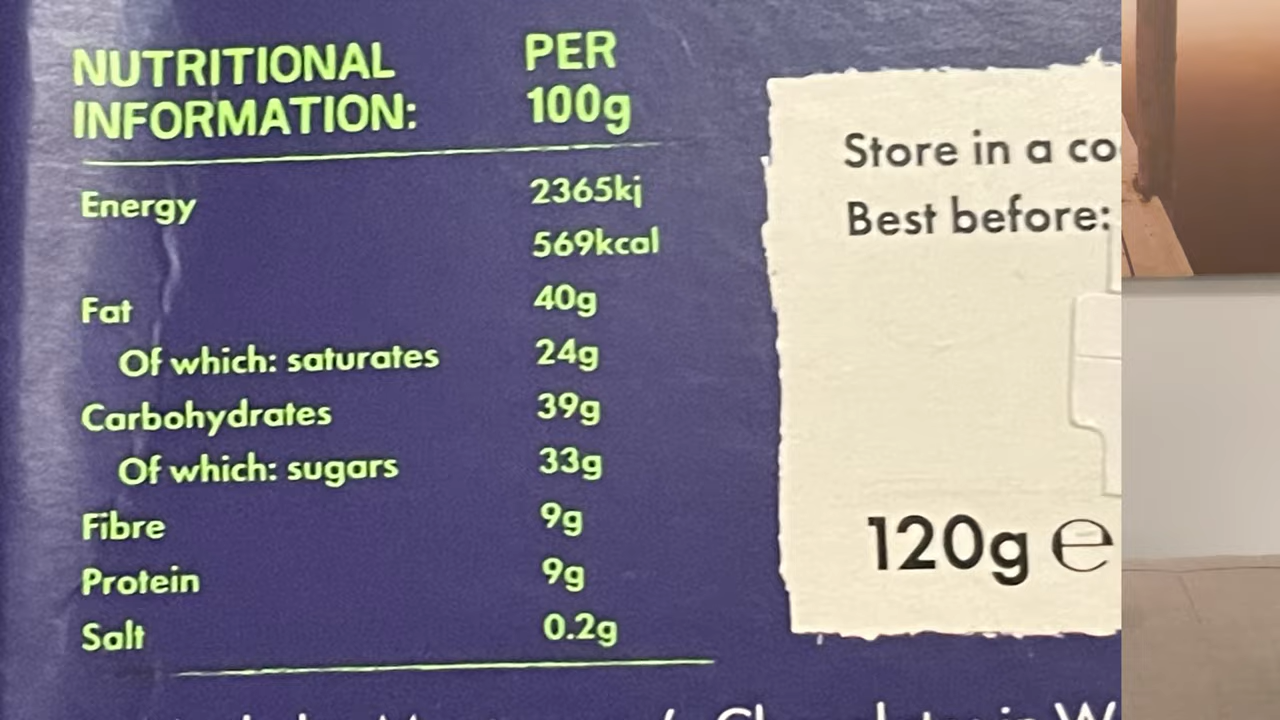 NUTRITIONAL INFORMATION: PER 100g
Energy 2365kj
569kcal
Fat 40g
Of which: saturates 24g
Carbohydrates 39g
Of which: sugars 33g
Fibre 9g
Protein 9g
Salt 0.2g
Store in a co
Best before:
120g ℮